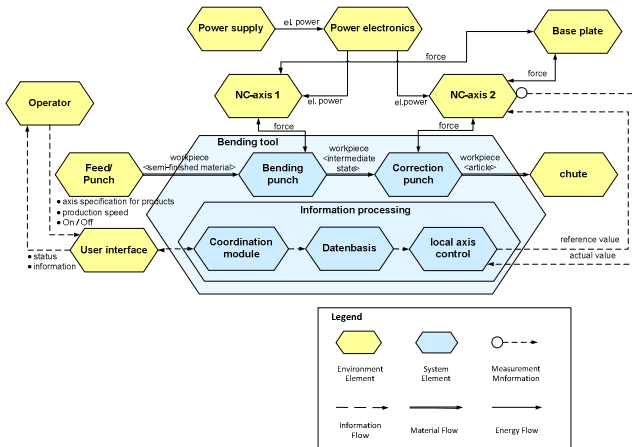 Power supply
el. power
Power electronics
Base plate
force
force
Operator
NC-axis 1
el. power
el.power
NC-axis 2
force
force
Bending tool
Feed/
Punch
workpiece
<semi-finished material>
Bending
punch
workpiece
<intermediate
state>
Correction
punch
workpiece
<article>
chute
• axis specification for products
• production speed
• On / Off
Information processing
User interface
Coordination
module
Datenbasis
local axis
control
reference value
actual value
• status
• information
Legend
Environment
Element
System
Element
Measurement
Mnformation
Information
Flow
Material Flow
Energy Flow